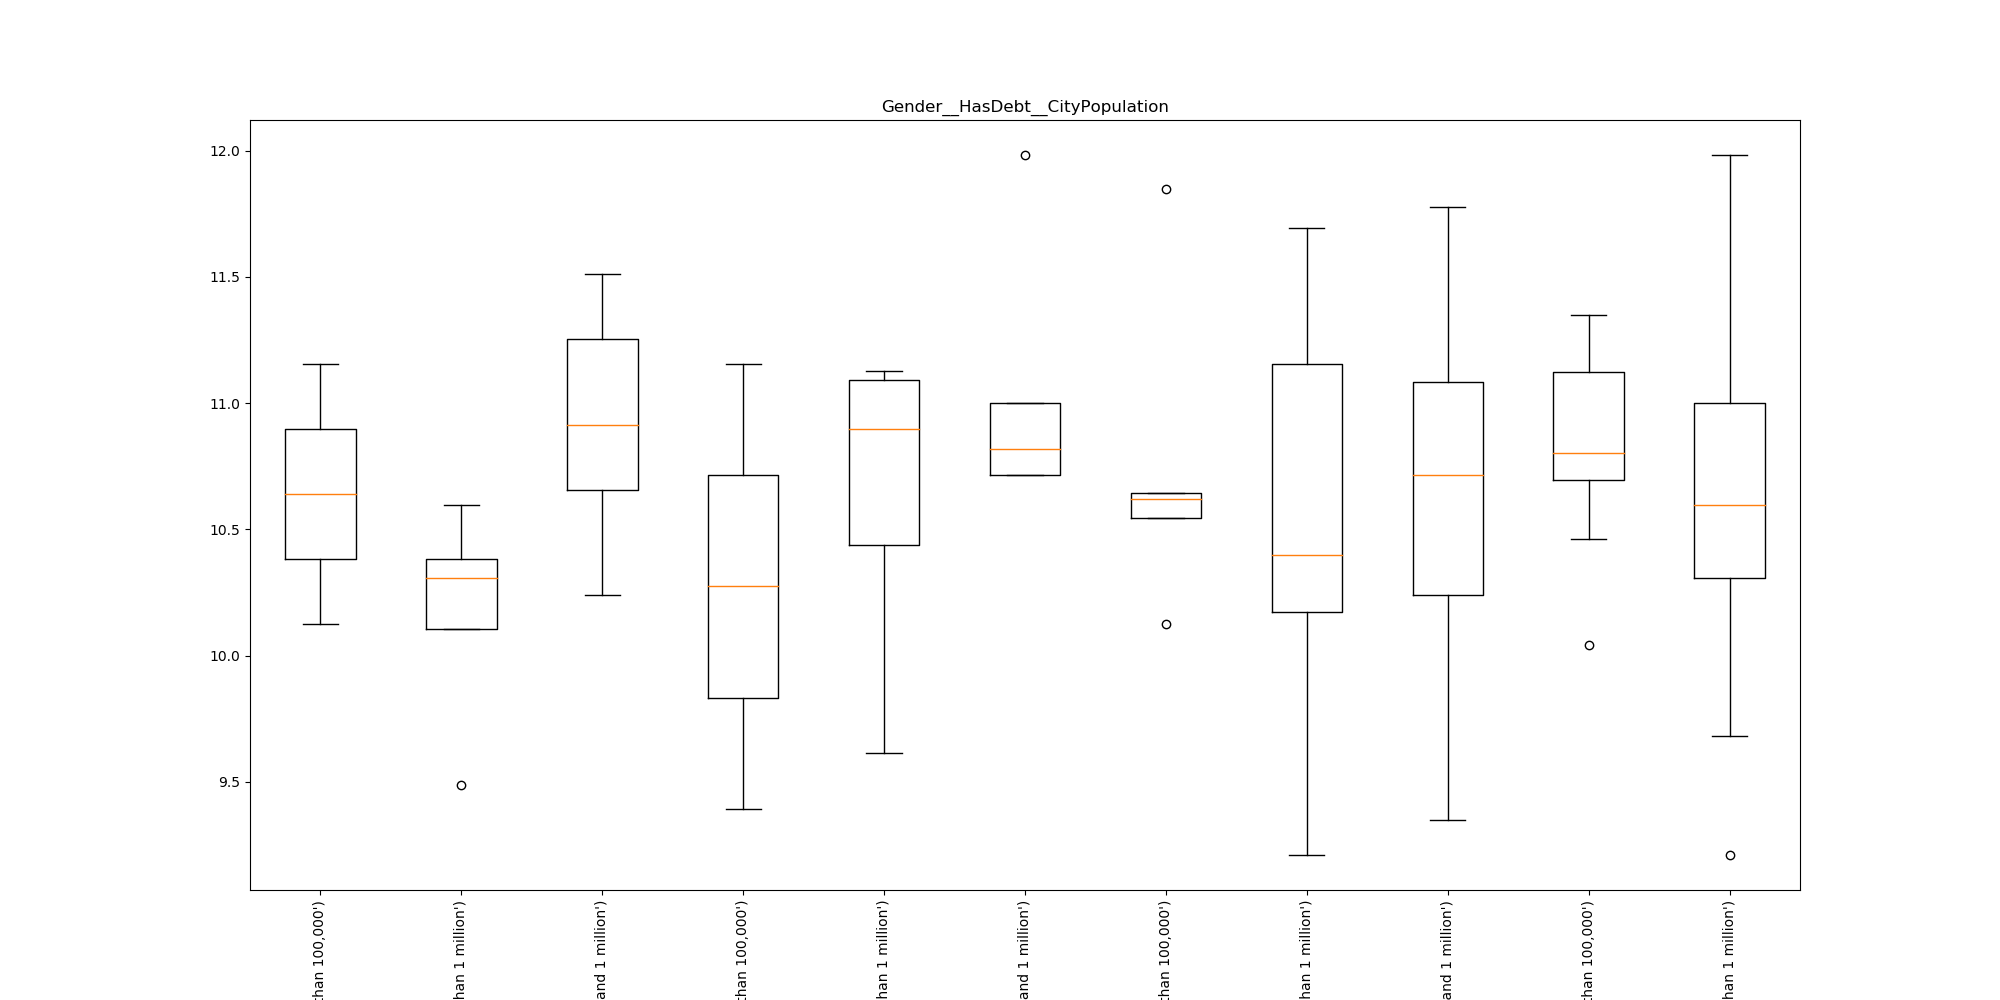 Gender__HasDebt__CityPopulation
12.0
11.5
11.0
10.5
10.0
9.5
than 100,000')
han 1 million')
and 1 million')
than 100,000')
han 1 million')
and 1 million')
than 100,000')
han 1 million')
and 1 million')
than 100,000')
han 1 million')